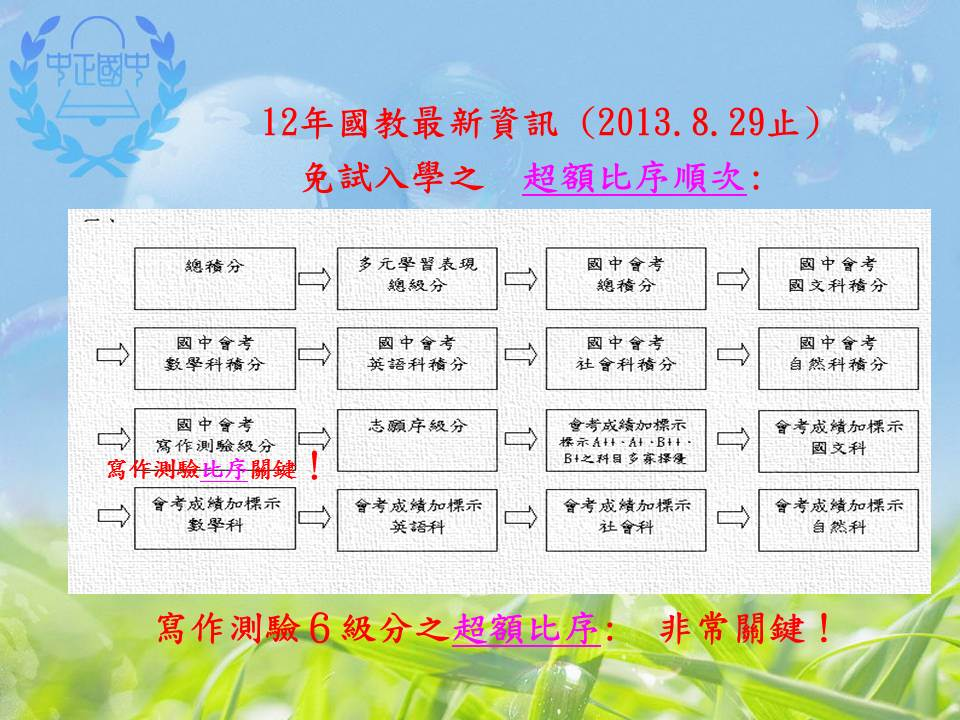 中正國中
12年國教最新資訊 (2013.8.29止)
免試入學之 超額比序順次:
一、
總積分
多元學習表現
總級分
國中會考
總積分
國中會考
國文科積分
國中會考
數學科積分
國中會考
英語科積分
國中會考
社會科積分
國中會考
自然科積分
國中會考
寫作測驗級分
志願序級分
會考成績加標示
標示A++、A+、B++、
B+之科目多寡擇優
會考成績加標示
國文科
寫作測驗比序關鍵！
會考成績加標示
數學科
會考成績加標示
英語科
會考成績加標示
社會科
會考成績加標示
自然科
寫作測驗６級分之超額比序: 非常關鍵！